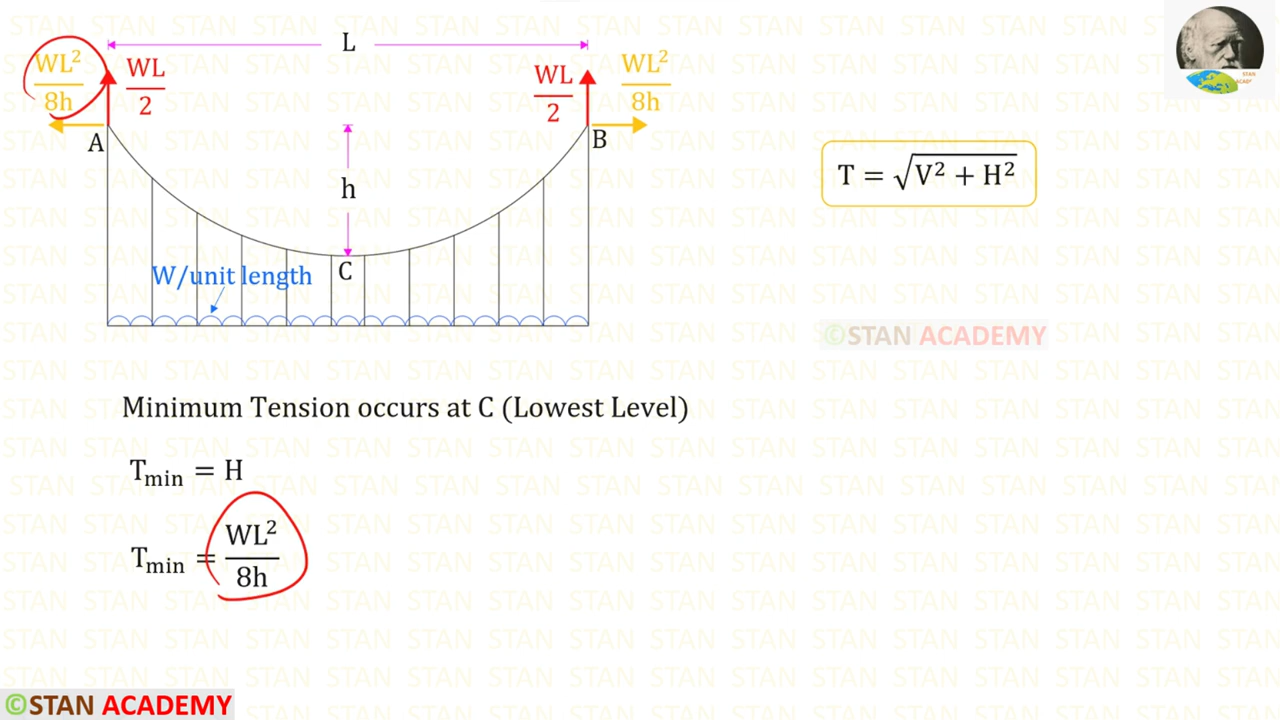 L
WL²/8h
WL/2
WL/2
WL²/8h
A
B
h
T = √V² + H²
C
W/unit length
©STAN ACADEMY
Minimum Tension occurs at C (Lowest Level)
Tmin = H
Tmin = WL²/8h
©STAN ACADEMY